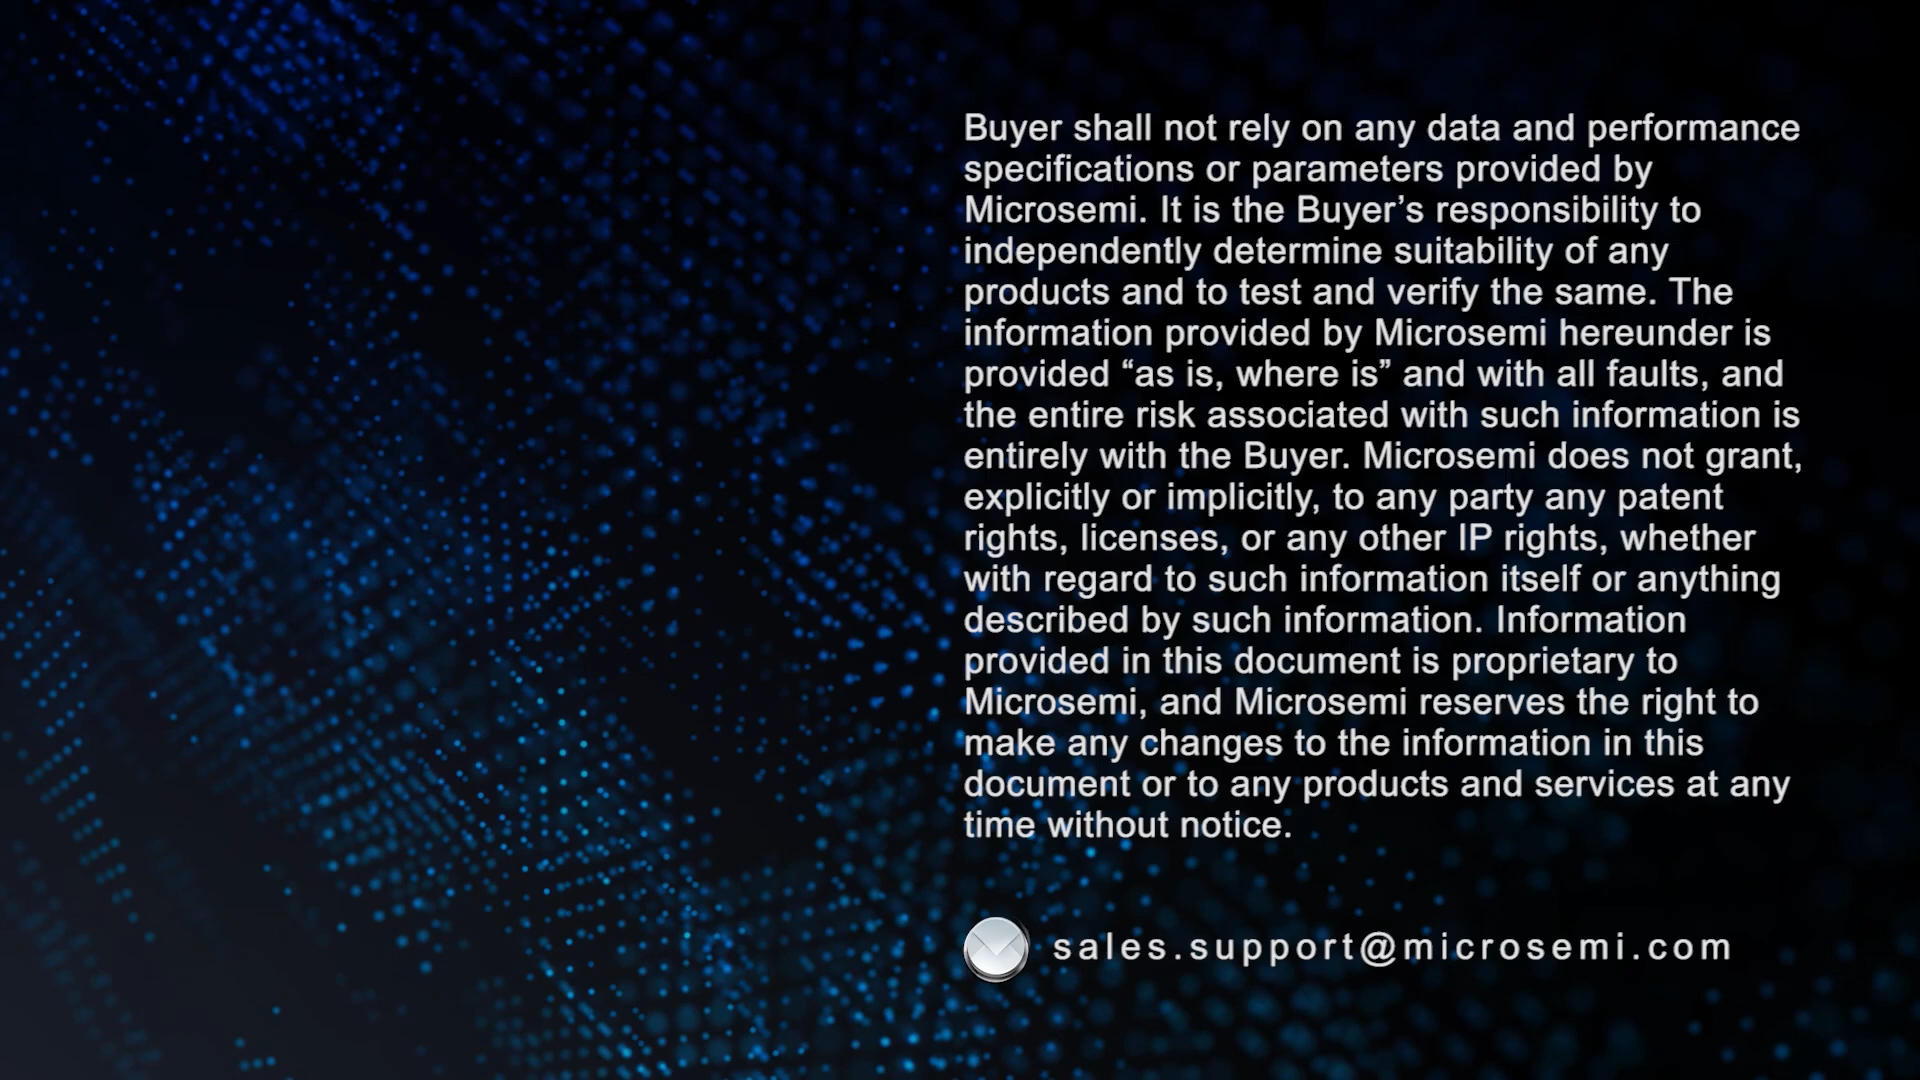 Buyer shall not rely on any data and performance
specifications or parameters provided by
Microsemi. It is the Buyer’s responsibility to
independently determine suitability of any
products and to test and verify the same. The
information provided by Microsemi hereunder is
provided “as is, where is” and with all faults, and
the entire risk associated with such information is
entirely with the Buyer. Microsemi does not grant,
explicitly or implicitly, to any party any patent
rights, licenses, or any other IP rights, whether
with regard to such information itself or anything
described by such information. Information
provided in this document is proprietary to
Microsemi, and Microsemi reserves the right to
make any changes to the information in this
document or to any products and services at any
time without notice.
sales.support@microsemi.com